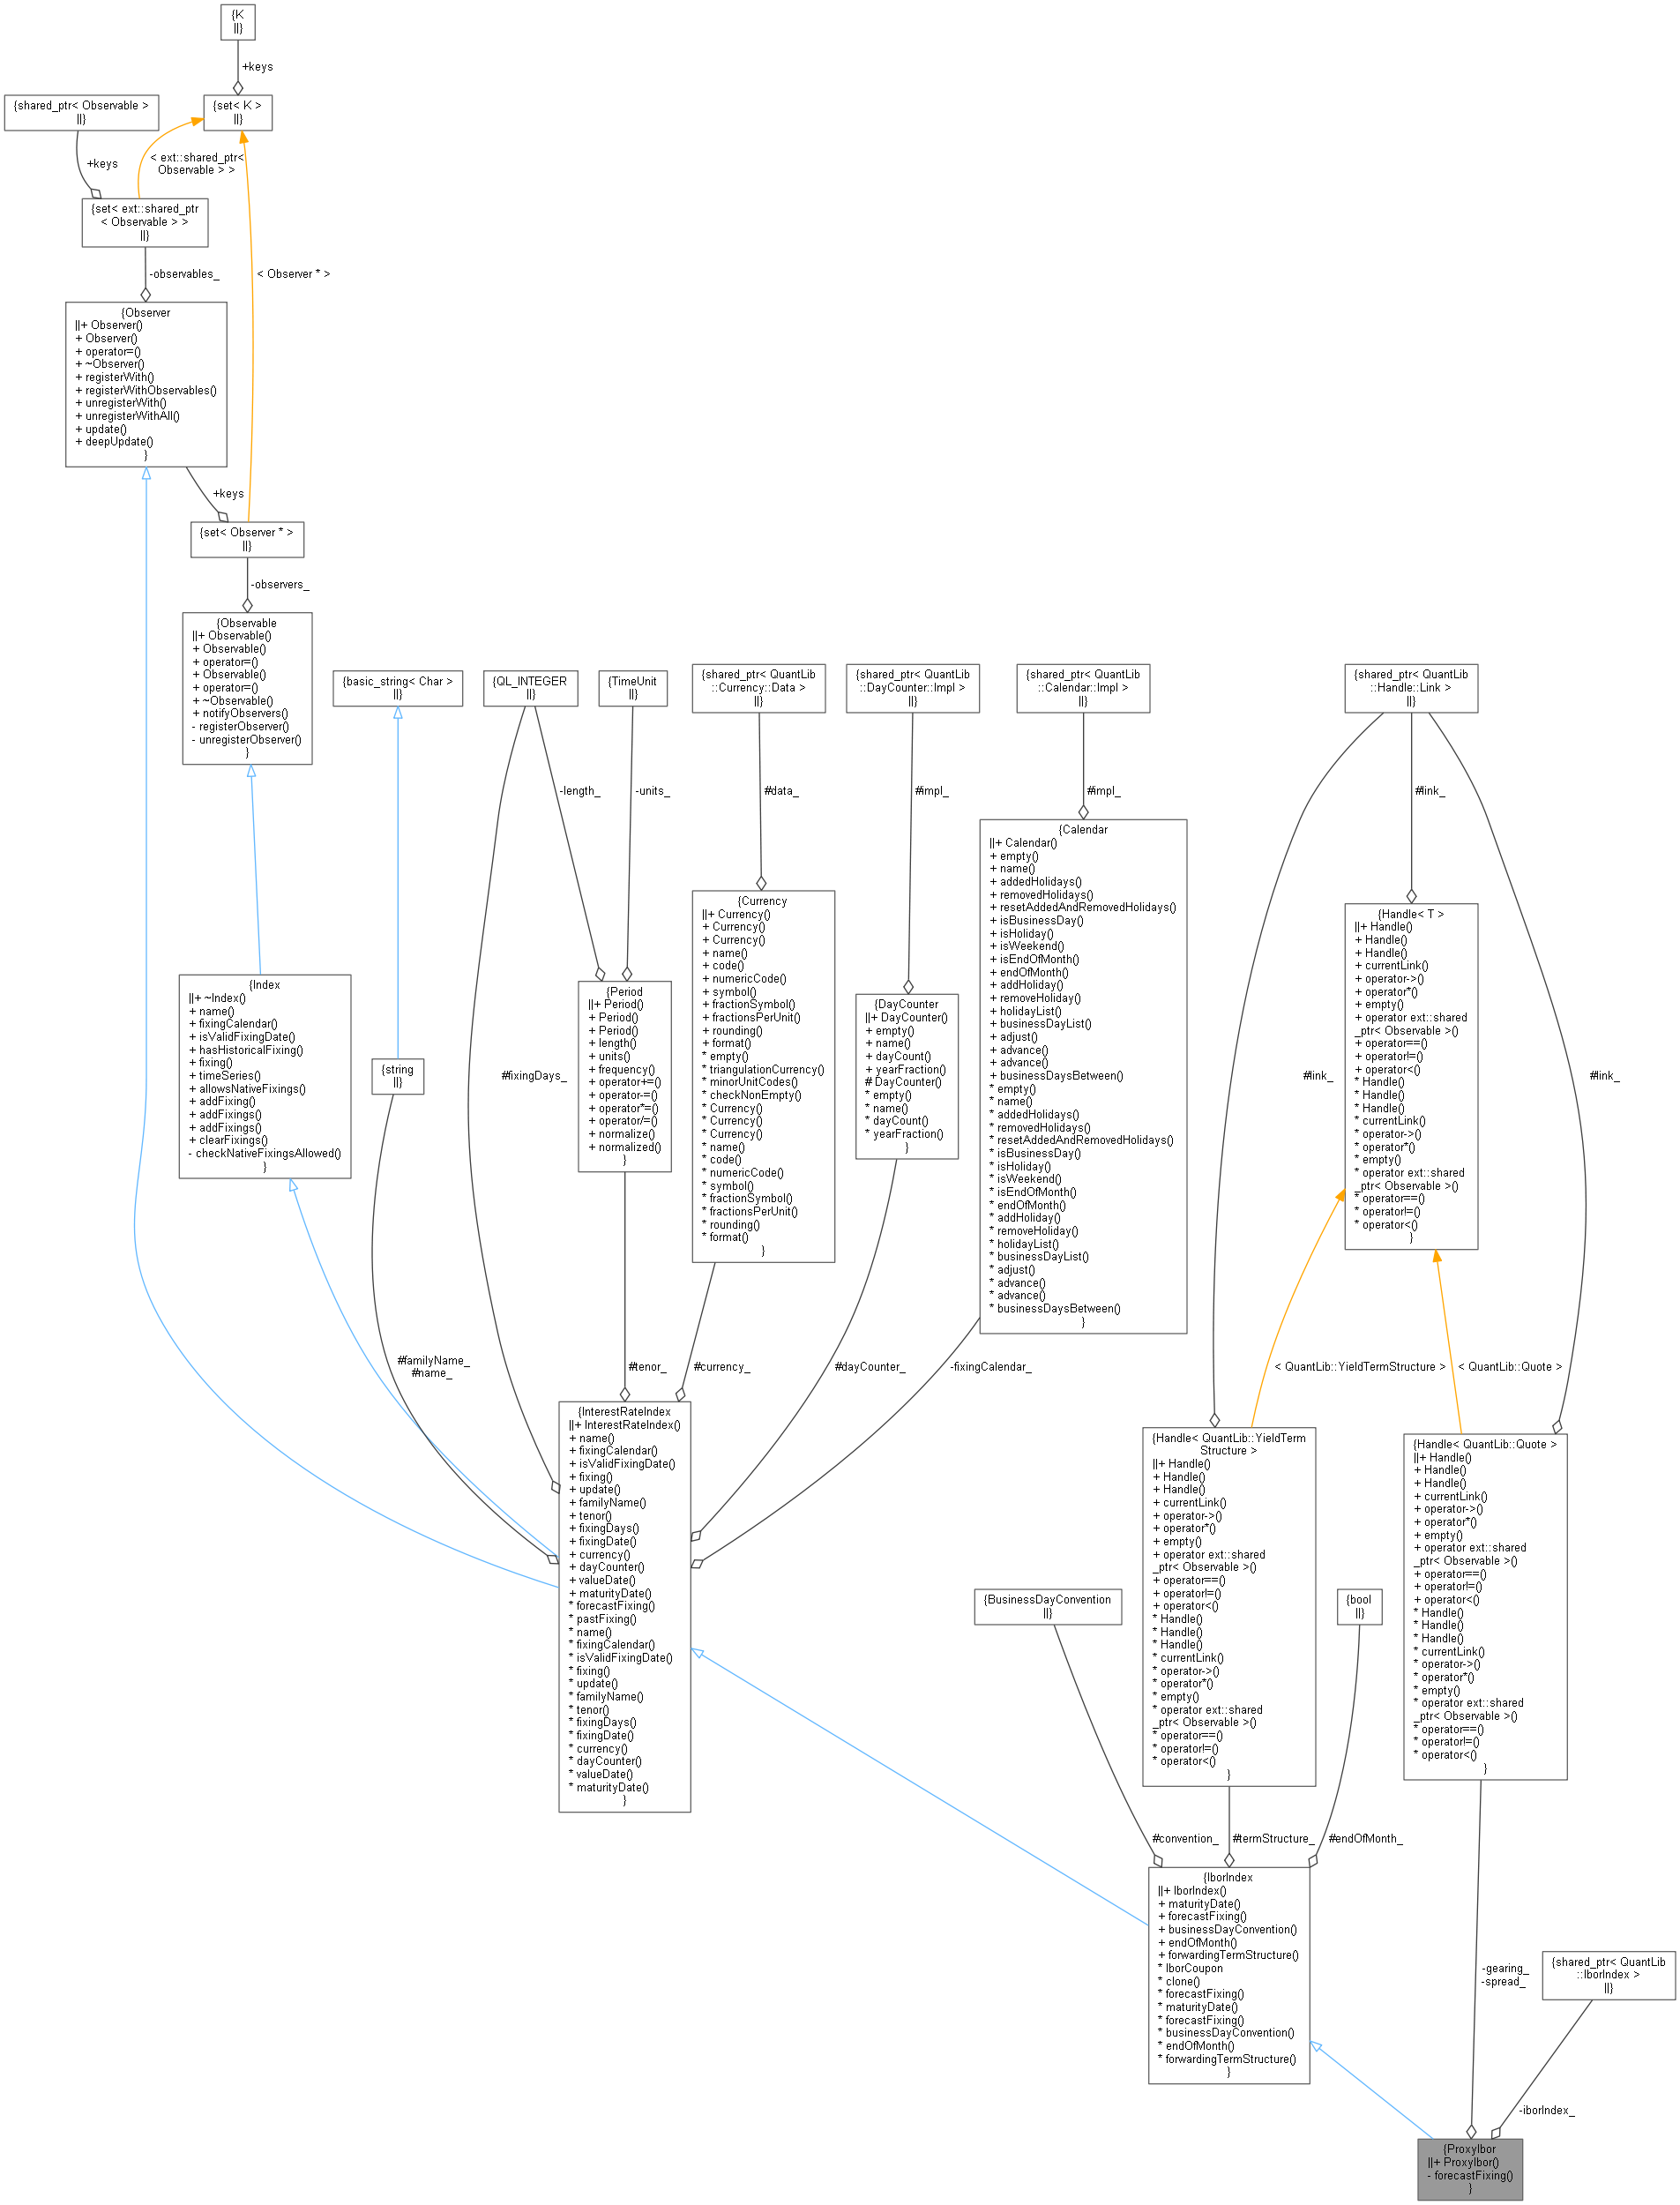 {K
||}
+keys
{shared_ptr< Observable >
||}
{set< K >
||}
+keys
< ext::shared_ptr<
Observable > >
{set< ext::shared_ptr
< Observable > >
||}
-observables_
< Observer * >
{Observer
||+ Observer()
+ Observer()
+ operator=()
+ ~Observer()
+ registerWith()
+ registerWithObservables()
+ unregisterWith()
+ unregisterWithAll()
+ update()
+ deepUpdate()
}
+keys
{set< Observer * >
||}
-observers_
{Observable
||+ Observable()
+ Observable()
+ operator=()
+ Observable()
+ operator=()
+ ~Observable()
+ notifyObservers()
- registerObserver()
- unregisterObserver()
}
{basic_string< Char >
||}
{QL_INTEGER
||}
{TimeUnit
||}
{shared_ptr< QuantLib
::Currency::Data >
||}
{shared_ptr< QuantLib
::DayCounter::Impl >
||}
{shared_ptr< QuantLib
::Calendar::Impl >
||}
{shared_ptr< QuantLib
::Handle::Link >
||}
-length_
-units_
#data_
#impl_
#impl_
#link_
{Index
||+ ~Index()
+ name()
+ fixingCalendar()
+ isValidFixingDate()
+ hasHistoricalFixing()
+ fixing()
+ timeSeries()
+ allowsNativeFixings()
+ addFixing()
+ addFixings()
+ addFixings()
+ clearFixings()
- checkNativeFixingsAllowed()
}
{string
||}
#fixingDays_
{Period
||+ Period()
+ Period()
+ Period()
+ length()
+ units()
+ frequency()
+ operator+=()
+ operator-=()
+ operator*=()
+ operator/=()
+ normalize()
+ normalized()
}
{Currency
||+ Currency()
+ Currency()
+ Currency()
+ name()
+ code()
+ numericCode()
+ symbol()
+ fractionSymbol()
+ fractionsPerUnit()
+ rounding()
+ format()
* empty()
* triangulationCurrency()
* minorUnitCodes()
* checkNonEmpty()
* Currency()
* Currency()
* Currency()
* name()
* code()
* numericCode()
* symbol()
* fractionSymbol()
* fractionsPerUnit()
* rounding()
* format()
}
{DayCounter
||+ DayCounter()
+ empty()
+ name()
+ dayCount()
+ yearFraction()
# DayCounter()
* empty()
* name()
* dayCount()
* yearFraction()
}
{Calendar
||+ Calendar()
+ empty()
+ name()
+ addedHolidays()
+ removedHolidays()
+ resetAddedAndRemovedHolidays()
+ isBusinessDay()
+ isHoliday()
+ isWeekend()
+ isEndOfMonth()
+ endOfMonth()
+ addHoliday()
+ removeHoliday()
+ holidayList()
+ businessDayList()
+ adjust()
+ advance()
+ advance()
+ businessDaysBetween()
* empty()
* name()
* addedHolidays()
* removedHolidays()
* resetAddedAndRemovedHolidays()
* isBusinessDay()
* isHoliday()
* isWeekend()
* isEndOfMonth()
* endOfMonth()
* addHoliday()
* removeHoliday()
* holidayList()
* businessDayList()
* adjust()
* advance()
* advance()
* businessDaysBetween()
}
#link_
{Handle< T >
||+ Handle()
+ Handle()
+ Handle()
+ currentLink()
+ operator->()
+ operator*()
+ empty()
+ operator ext::shared
_ptr< Observable >()
+ operator==()
+ operator!=()
+ operator<()
* Handle()
* Handle()
* Handle()
* currentLink()
* operator->()
* operator*()
* empty()
* operator ext::shared
_ptr< Observable >()
* operator==()
* operator!=()
* operator<()
}
#link_
#familyName_
#name_
#tenor_
#currency_
#dayCounter_
-fixingCalendar_
< QuantLib::YieldTermStructure >
< QuantLib::Quote >
{InterestRateIndex
||+ InterestRateIndex()
+ name()
+ fixingCalendar()
+ isValidFixingDate()
+ fixing()
+ update()
+ familyName()
+ tenor()
+ fixingDays()
+ fixingDate()
+ currency()
+ dayCounter()
+ valueDate()
+ maturityDate()
* forecastFixing()
* pastFixing()
* name()
* fixingCalendar()
* isValidFixingDate()
* fixing()
* update()
* familyName()
* tenor()
* fixingDays()
* fixingDate()
* currency()
* dayCounter()
* valueDate()
* maturityDate()
}
{BusinessDayConvention
||}
{Handle< QuantLib::YieldTerm
Structure >
||+ Handle()
+ Handle()
+ Handle()
+ currentLink()
+ operator->()
+ operator*()
+ empty()
+ operator ext::shared
_ptr< Observable >()
+ operator==()
+ operator!=()
+ operator<()
* Handle()
* Handle()
* Handle()
* currentLink()
* operator->()
* operator*()
* empty()
* operator ext::shared
_ptr< Observable >()
* operator==()
* operator!=()
* operator<()
}
{bool
||}
{Handle< QuantLib::Quote >
||+ Handle()
+ Handle()
+ Handle()
+ currentLink()
+ operator->()
+ operator*()
+ empty()
+ operator ext::shared
_ptr< Observable >()
+ operator==()
+ operator!=()
+ operator<()
* Handle()
* Handle()
* Handle()
* currentLink()
* operator->()
* operator*()
* empty()
* operator ext::shared
_ptr< Observable >()
* operator==()
* operator!=()
* operator<()
}
#convention_
#termStructure_
#endOfMonth_
{IborIndex
||+ IborIndex()
+ maturityDate()
+ forecastFixing()
+ businessDayConvention()
+ endOfMonth()
+ forwardingTermStructure()
* IborCoupon
* clone()
* forecastFixing()
* maturityDate()
* forecastFixing()
* businessDayConvention()
* endOfMonth()
* forwardingTermStructure()
}
-gearing_
-spread_
{shared_ptr< QuantLib
::IborIndex >
||}
-iborIndex_
{ProxyIbor
||+ ProxyIbor()
- forecastFixing()
}